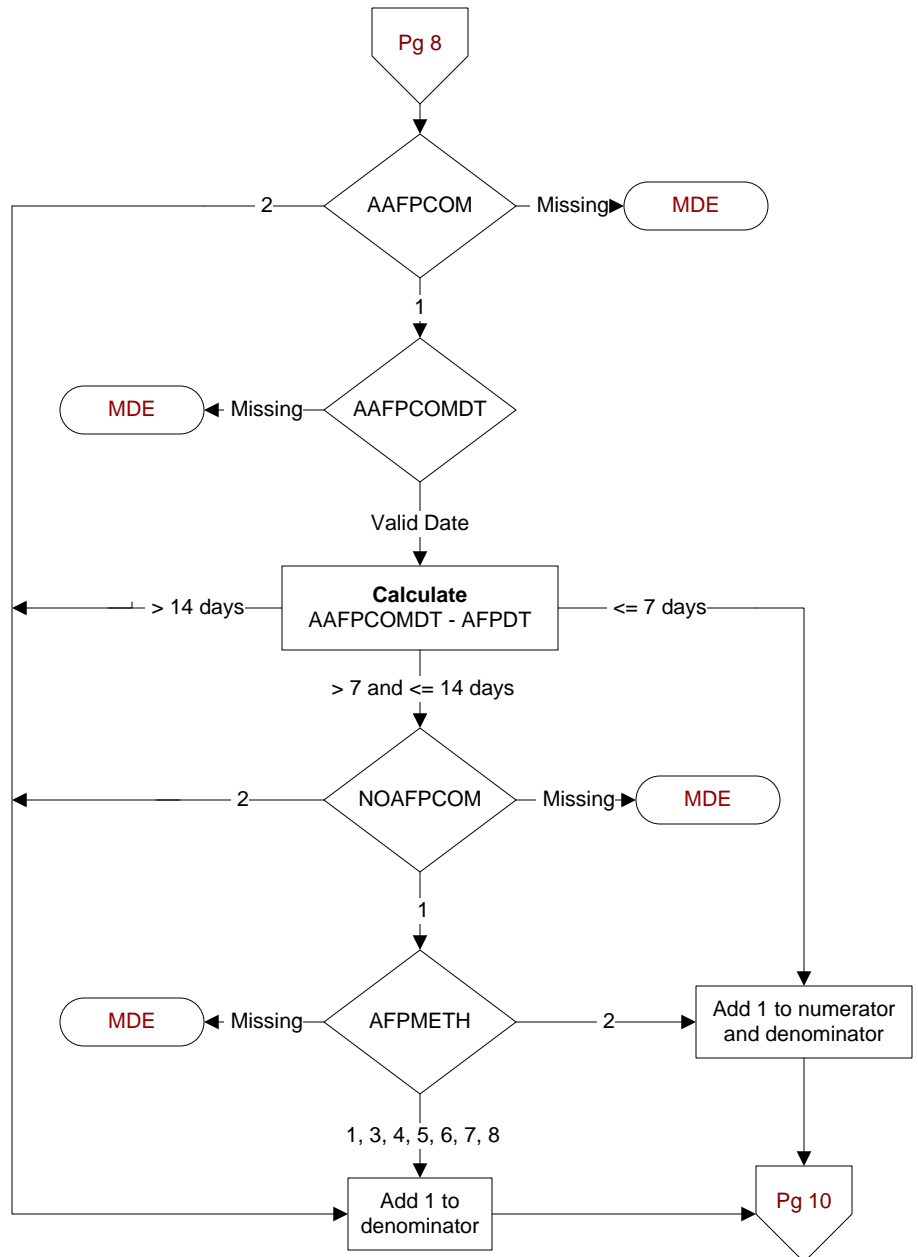 Pg 8
2
AAFPCOM
Missing
MDE
1
MDE
Missing
AAFPCOMDT
Valid Date
> 14 days
Calculate
AAFPCOMDT - AFPDT
<= 7 days
> 7 and <= 14 days
2
NOAFPCOM
Missing
MDE
1
MDE
Missing
AFPMETH
2
Add 1 to numerator
and denominator
1, 3, 4, 5, 6, 7, 8
Add 1 to
denominator
Pg 10